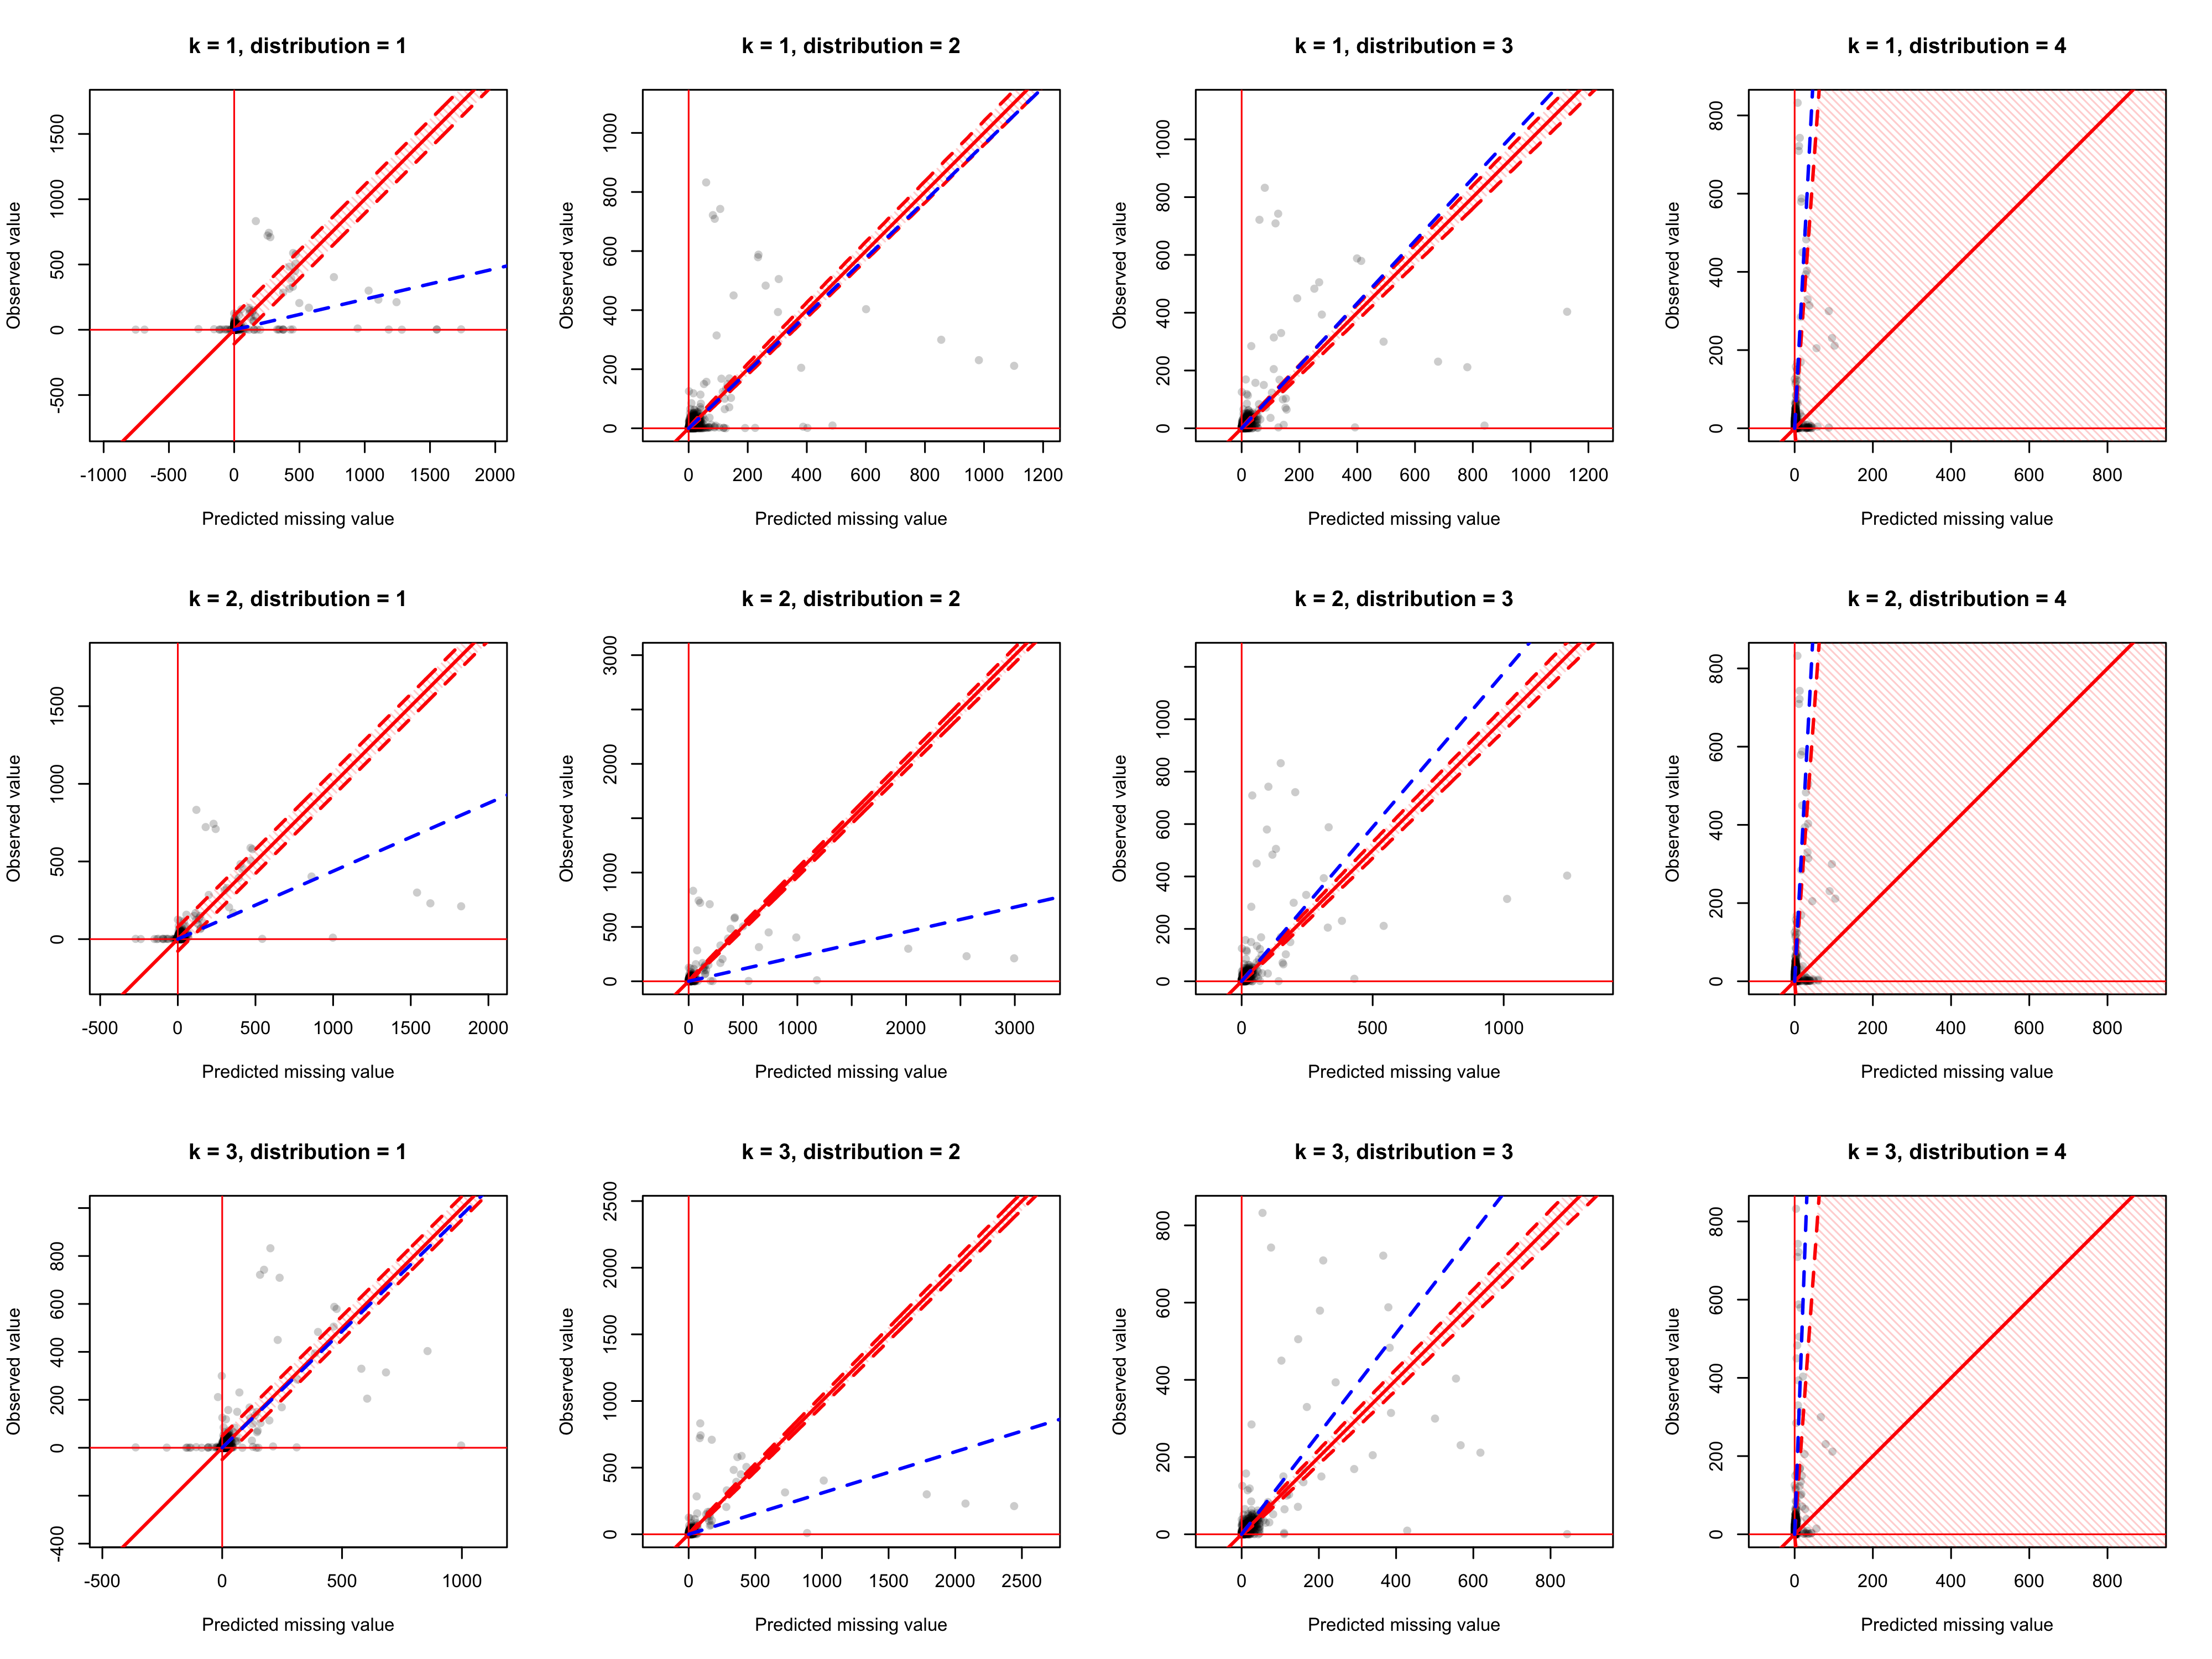 k = 1, distribution = 1
Observed value
-500 0 500 1000 1500
-1000 -500 0 500 1000 1500 2000
Predicted missing value
k = 1, distribution = 2
Observed value
0 200 400 600 800 1000
0 200 400 600 800 1000 1200
Predicted missing value
k = 1, distribution = 3
Observed value
0 200 400 600 800 1000
0 200 400 600 800 1000 1200
Predicted missing value
k = 1, distribution = 4
Observed value
0 200 400 600 800
0 200 400 600 800
Predicted missing value
k = 2, distribution = 1
Observed value
0 500 1000 1500
-500 0 500 1000 1500 2000
Predicted missing value
k = 2, distribution = 2
Observed value
0 500 1000 2000 3000
0 500 1000 2000 3000
Predicted missing value
k = 2, distribution = 3
Observed value
0 200 400 600 800 1000
0 500 1000
Predicted missing value
k = 2, distribution = 4
Observed value
0 200 400 600 800
0 200 400 600 800
Predicted missing value
k = 3, distribution = 1
Observed value
-400 0 200 400 600 800
-500 0 500 1000
Predicted missing value
k = 3, distribution = 2
Observed value
0 500 1000 1500 2000 2500
0 500 1000 1500 2000 2500
Predicted missing value
k = 3, distribution = 3
Observed value
0 200 400 600 800
0 200 400 600 800
Predicted missing value
k = 3, distribution = 4
Observed value
0 200 400 600 800
0 200 400 600 800
Predicted missing value